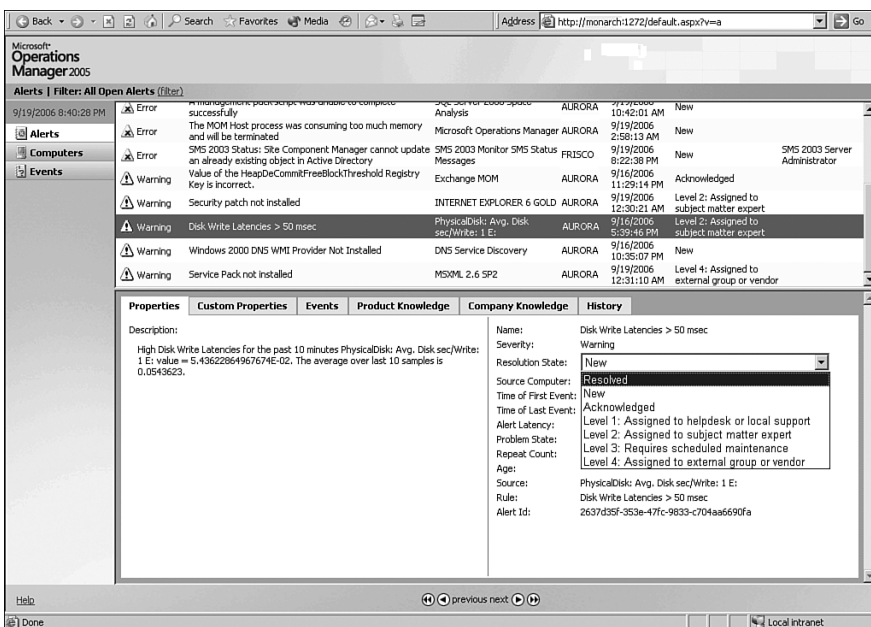 Back Search Favorites Media Address http://monarch:1272/default.aspx?v=a Go
Microsoft
Operations
Manager 2005
Alerts | Filter: All Open Alerts (filter)
9/19/2006 8:40:28 PM
Alerts
Computers
Events
Error A management pack script was unable to complete successfully SQL Server 2000 Space Analysis AURORA 9/19/2006 10:42:01 AM New
Error The MOM Host process was consuming too much memory and will be terminated Microsoft Operations Manager AURORA 9/19/2006 2:58:13 AM New
Error SMS 2003 Status: Site Component Manager cannot update an already existing object in Active Directory SMS 2003 Monitor SMS Status Messages FRISCO 9/19/2006 8:22:38 PM New SMS 2003 Server Administrator
Warning Value of the HeapDeCommitFreeBlockThreshold Registry Key is incorrect. Exchange MOM AURORA 9/16/2006 11:29:14 PM Acknowledged
Warning Security patch not installed INTERNET EXPLORER 6 GOLD AURORA 9/19/2006 12:30:21 AM Level 2: Assigned to subject matter expert
Warning Disk Write Latencies > 50 msec PhysicalDisk: Avg. Disk sec/Write: 1 E: AURORA 9/16/2006 5:39:46 PM Level 2: Assigned to subject matter expert
Warning Windows 2000 DNS WMI Provider Not Installed DNS Service Discovery AURORA 9/16/2006 10:35:07 PM New
Warning Service Pack not installed MSXML 2.6 SP2 AURORA 9/19/2006 12:31:10 AM Level 4: Assigned to external group or vendor
Properties Custom Properties Events Product Knowledge Company Knowledge History
Description:
High Disk Write Latencies for the past 10 minutes PhysicalDisk: Avg. Disk sec/Write:
1 E: value = 5.43622864967674E-02. The average over last 10 samples is
0.0543623.
Name: Disk Write Latencies > 50 msec
Severity: Warning
Resolution State: New
Source Computer: Resolved
Time of First Event: New
Time of Last Event: Acknowledged
Alert Latency: Level 1: Assigned to helpdesk or local support
Problem State: Level 2: Assigned to subject matter expert
Repeat Count: Level 3: Requires scheduled maintenance
Age: Level 4: Assigned to external group or vendor
Source: PhysicalDisk: Avg. Disk sec/Write: 1 E:
Rule: Disk Write Latencies > 50 msec
Alert Id: 2637d35f-353e-47fc-9833-c704aa6690fa
Help previous next
Done Local intranet